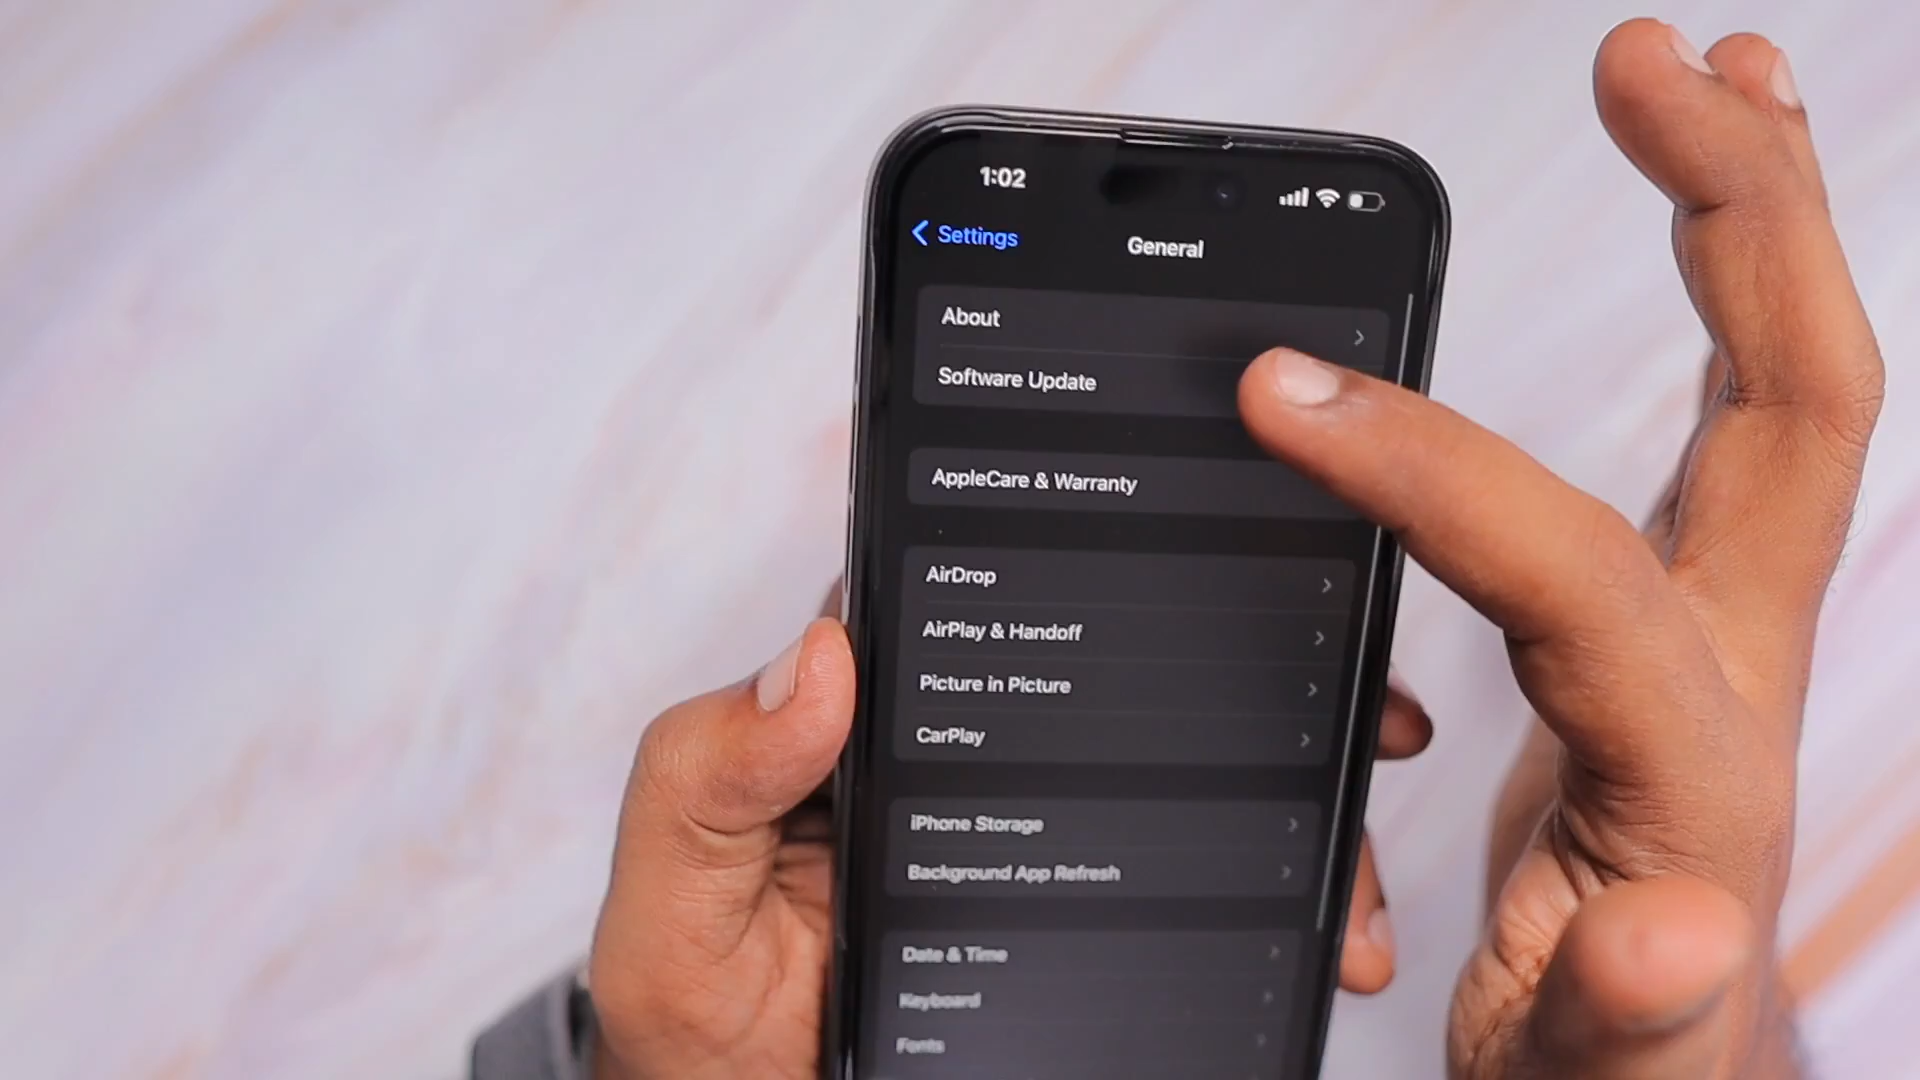 1:02
Settings
General
About
Software Update
AppleCare & Warranty
AirDrop
AirPlay & Handoff
Picture in Picture
CarPlay
iPhone Storage
Background App Refresh
Date & Time
Keyboard
Fonts